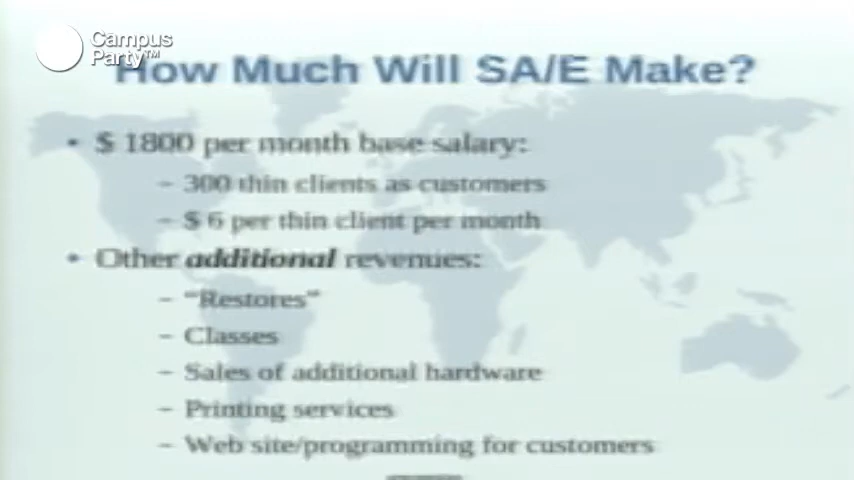 Campus
Party™
How Much Will SA/E Make?
• $ 1800 per month base salary:
– 300 thin clients as customers
– $ 6 per thin client per month
• Other additional revenues:
– "Restores"
– Classes
– Sales of additional hardware
– Printing services
– Web site/programming for customers